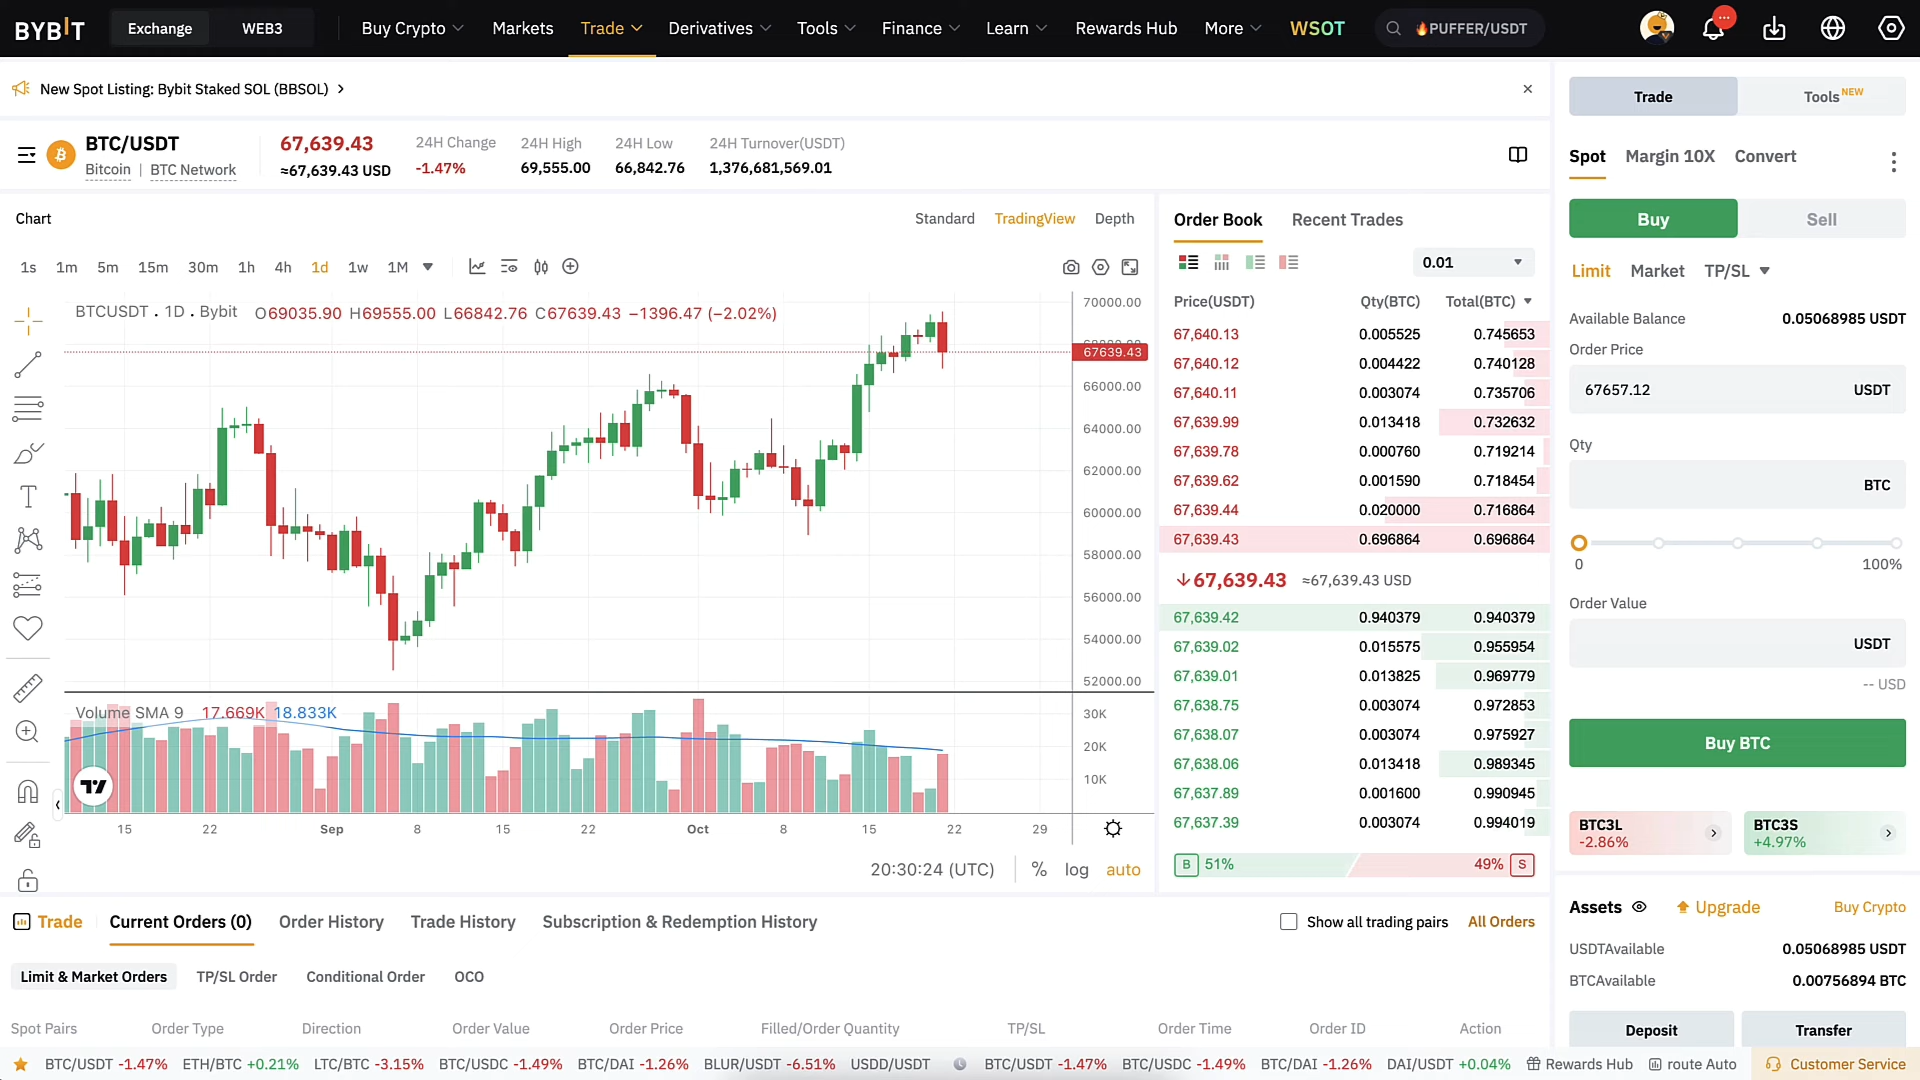 BYBIT Exchange WEB3 Buy Crypto Markets Trade Derivatives Tools Finance Learn Rewards Hub More WSOT 🔥PUFFER/USDT
New Spot Listing: Bybit Staked SOL (BBSOL)
BTC/USDT
Bitcoin | BTC Network
67,639.43
≈67,639.43 USD
24H Change
-1.47%
24H High
69,555.00
24H Low
66,842.76
24H Turnover(USDT)
1,376,681,569.01
Chart
Standard TradingView Depth
1s 1m 5m 15m 30m 1h 4h 1d 1w 1M
BTCUSDT . 1D . Bybit O69035.90 H69555.00 L66842.76 C67639.43 −1396.47 (−2.02%)
70000.00
67639.43
66000.00
64000.00
62000.00
60000.00
58000.00
56000.00
54000.00
52000.00
Volume SMA 9 17.669K 18.833K
30K
20K
10K
15 22 Sep 8 15 22 Oct 8 15 22 29
20:30:24 (UTC) % log auto
Order Book Recent Trades
0.01
Price(USDT) Qty(BTC) Total(BTC)
67,640.13 0.005525 0.745653
67,640.12 0.004422 0.740128
67,640.11 0.003074 0.735706
67,639.99 0.013418 0.732632
67,639.78 0.000760 0.719214
67,639.62 0.001590 0.718454
67,639.44 0.020000 0.716864
67,639.43 0.696864 0.696864
↓67,639.43 ≈67,639.43 USD
67,639.42 0.940379 0.940379
67,639.02 0.015575 0.955954
67,639.01 0.013825 0.969779
67,638.75 0.003074 0.972853
67,638.07 0.003074 0.975927
67,638.06 0.013418 0.989345
67,637.89 0.001600 0.990945
67,637.39 0.003074 0.994019
B 51% 49% S
Trade Tools NEW
Spot Margin 10X Convert
Buy Sell
Limit Market TP/SL
Available Balance 0.05068985 USDT
Order Price
67657.12 USDT
Qty
BTC
0 100%
Order Value
USDT
-- USD
Buy BTC
BTC3L
-2.86%
BTC3S
+4.97%
Assets Upgrade Buy Crypto
USDTAvailable 0.05068985 USDT
BTCAvailable 0.00756894 BTC
Deposit Transfer
Trade Current Orders (0) Order History Trade History Subscription & Redemption History Show all trading pairs All Orders
Limit & Market Orders TP/SL Order Conditional Order OCO
Spot Pairs Order Type Direction Order Value Order Price Filled/Order Quantity TP/SL Order Time Order ID Action
BTC/USDT -1.47% ETH/BTC +0.21% LTC/BTC -3.15% BTC/USDC -1.49% BTC/DAI -1.26% BLUR/USDT -6.51% USDD/USDT BTC/USDT -1.47% BTC/USDC -1.49% BTC/DAI -1.26% DAI/USDT +0.04% Rewards Hub route Auto Customer Service